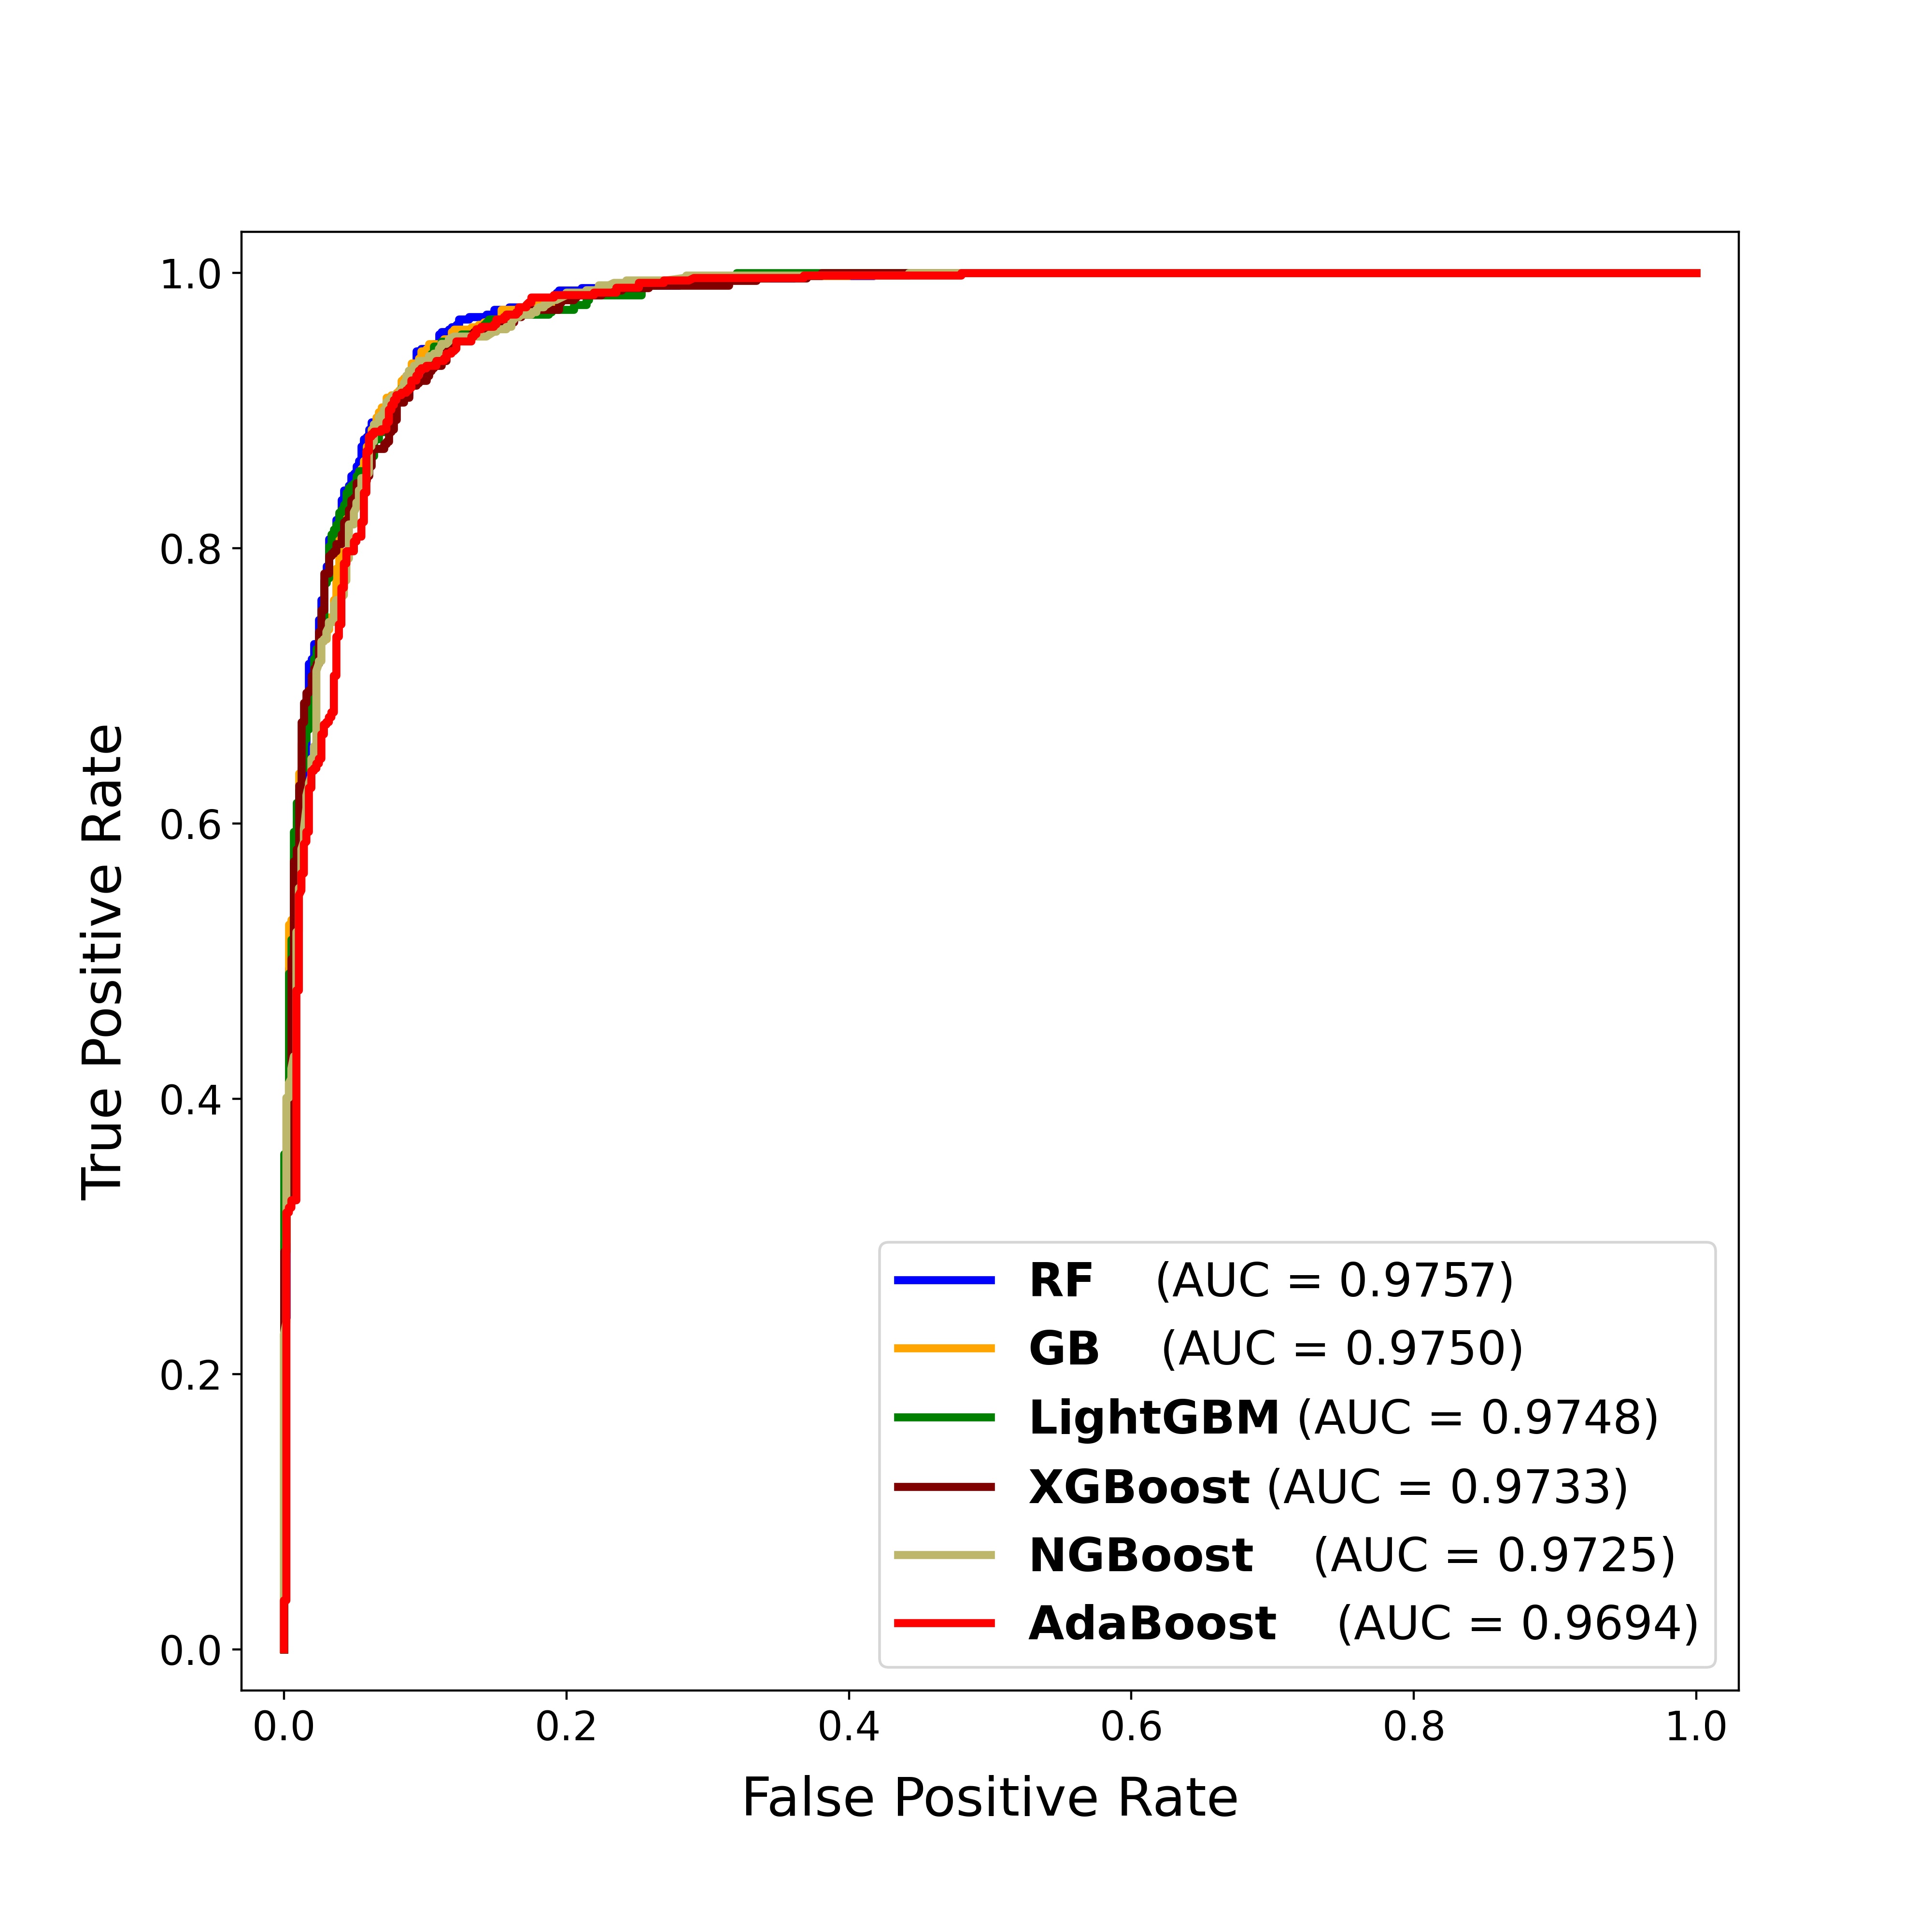 1.0
0.8
0.6
0.4
0.2
0.0
True Positive Rate
RF (AUC = 0.9757)
GB (AUC = 0.9750)
LightGBM (AUC = 0.9748)
XGBoost (AUC = 0.9733)
NGBoost (AUC = 0.9725)
AdaBoost (AUC = 0.9694)
0.0 0.2 0.4 0.6 0.8 1.0
False Positive Rate